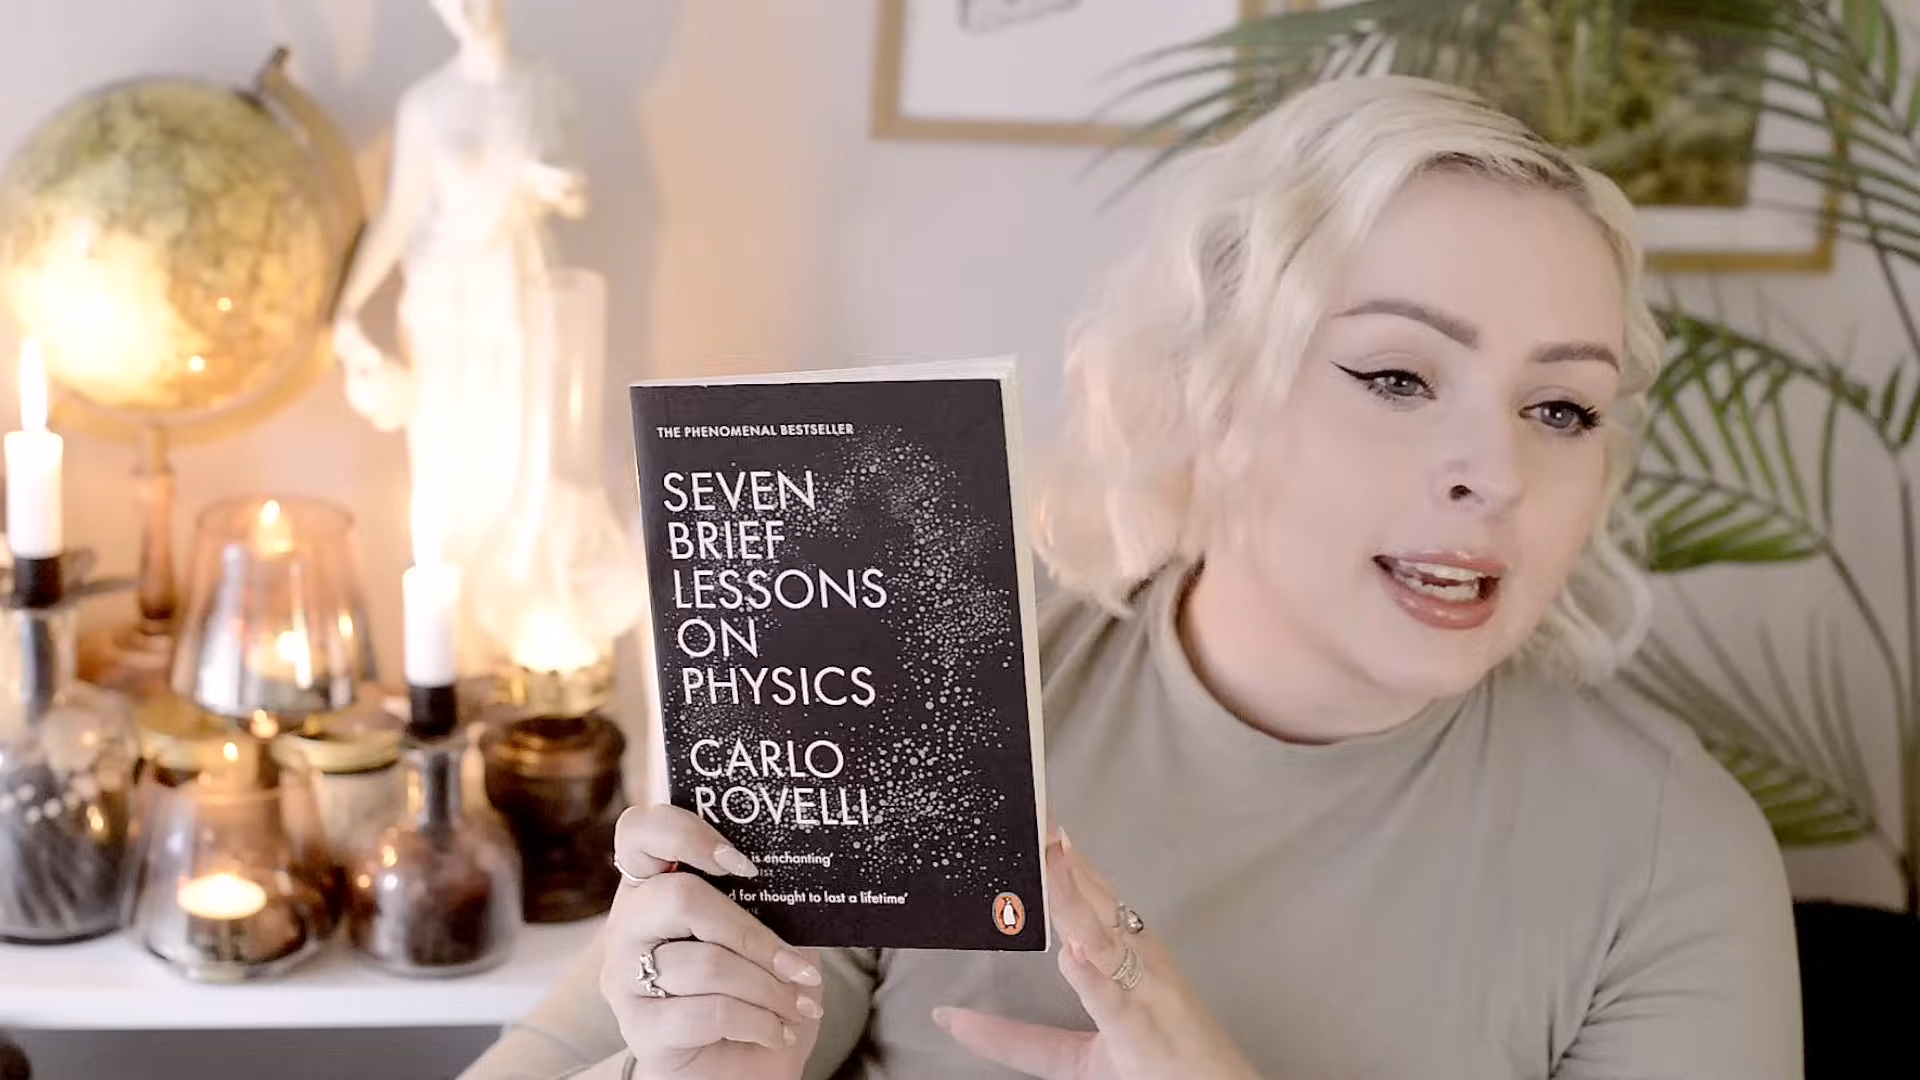 THE PHENOMENAL BESTSELLER
SEVEN
BRIEF
LESSONS
ON
PHYSICS
CARLO
ROVELLI
is enchanting'
for thought to last a lifetime'